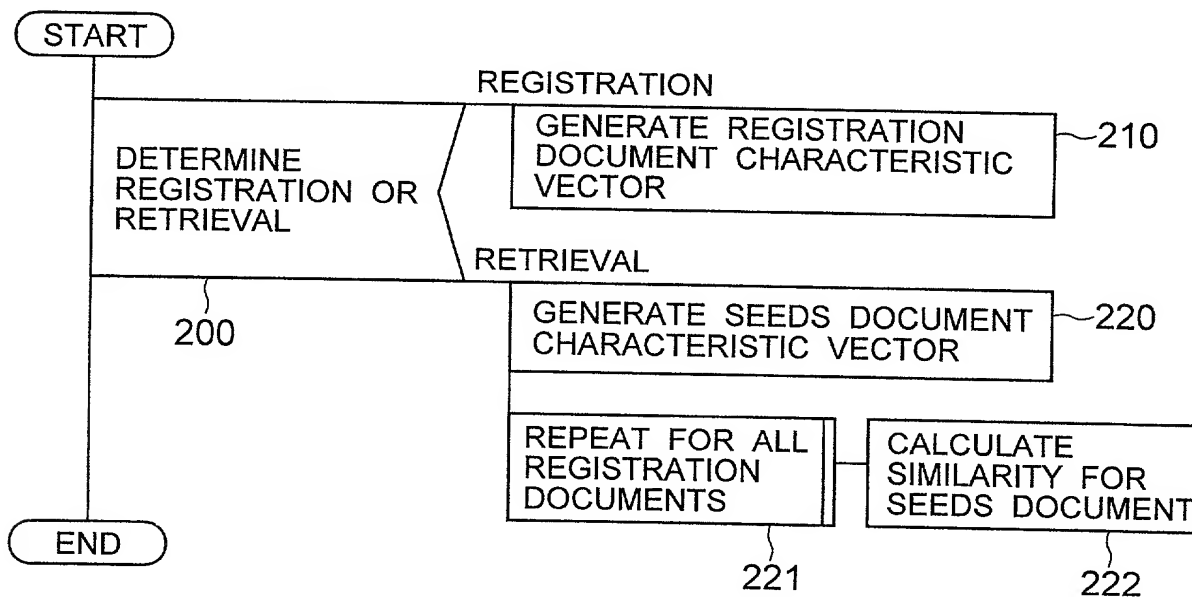 START
REGISTRATION
GENERATE REGISTRATION
DOCUMENT CHARACTERISTIC
VECTOR
210
DETERMINE
REGISTRATION OR
RETRIEVAL
RETRIEVAL
200
GENERATE SEEDS DOCUMENT
CHARACTERISTIC VECTOR
220
REPEAT FOR ALL
REGISTRATION
DOCUMENTS
CALCULATE
SIMILARITY FOR
SEEDS DOCUMENT
END
221
222